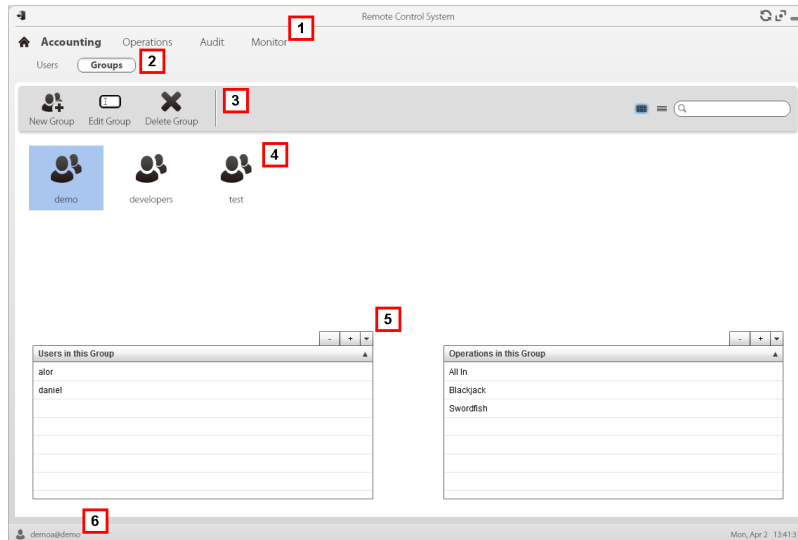 Remote Control System
1
Accounting Operations Audit Monitor
Users Groups 2
3
New Group Edit Group Delete Group
4
demo developers test
5
- + - +
Users in this Group Operations in this Group
alor All In
daniel Blackjack
Swordfish
6
demoa@demo Mon, Apr 2 13:41:3